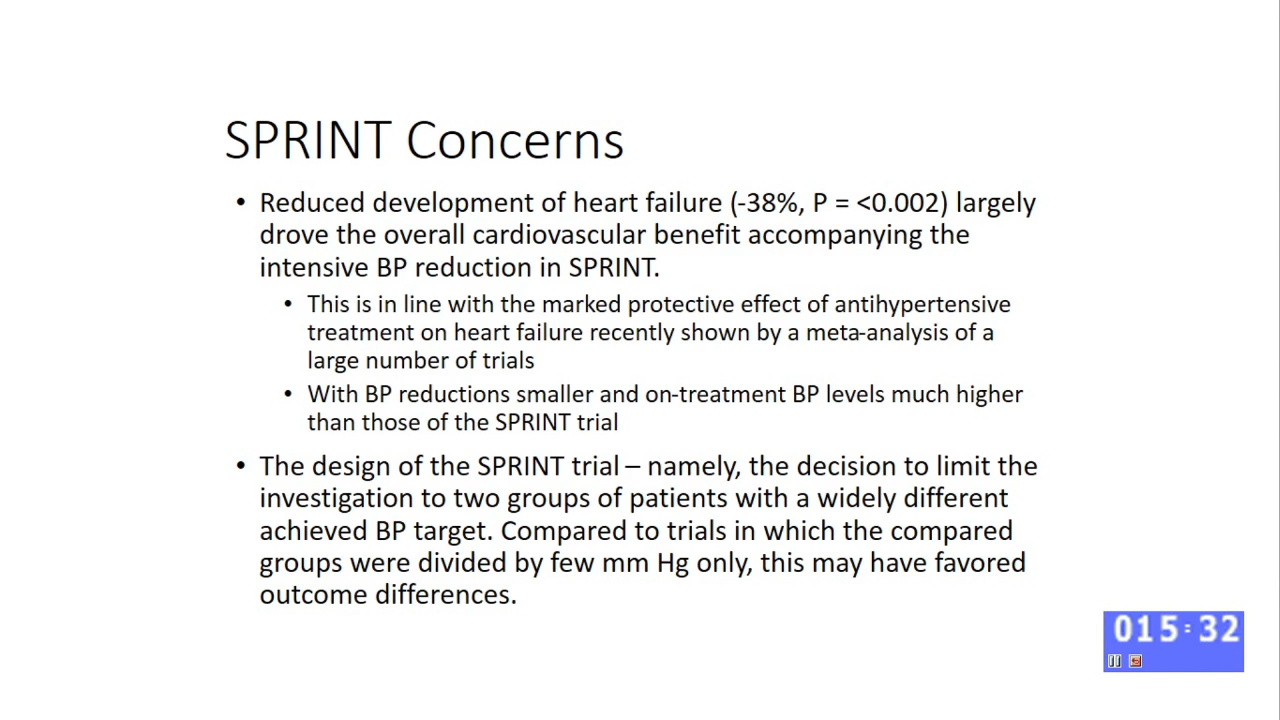 SPRINT Concerns
• Reduced development of heart failure (-38%, P = <0.002) largely
drove the overall cardiovascular benefit accompanying the
intensive BP reduction in SPRINT.
• This is in line with the marked protective effect of antihypertensive
treatment on heart failure recently shown by a meta-analysis of a
large number of trials
• With BP reductions smaller and on-treatment BP levels much higher
than those of the SPRINT trial
• The design of the SPRINT trial – namely, the decision to limit the
investigation to two groups of patients with a widely different
achieved BP target. Compared to trials in which the compared
groups were divided by few mm Hg only, this may have favored
outcome differences.
015:32